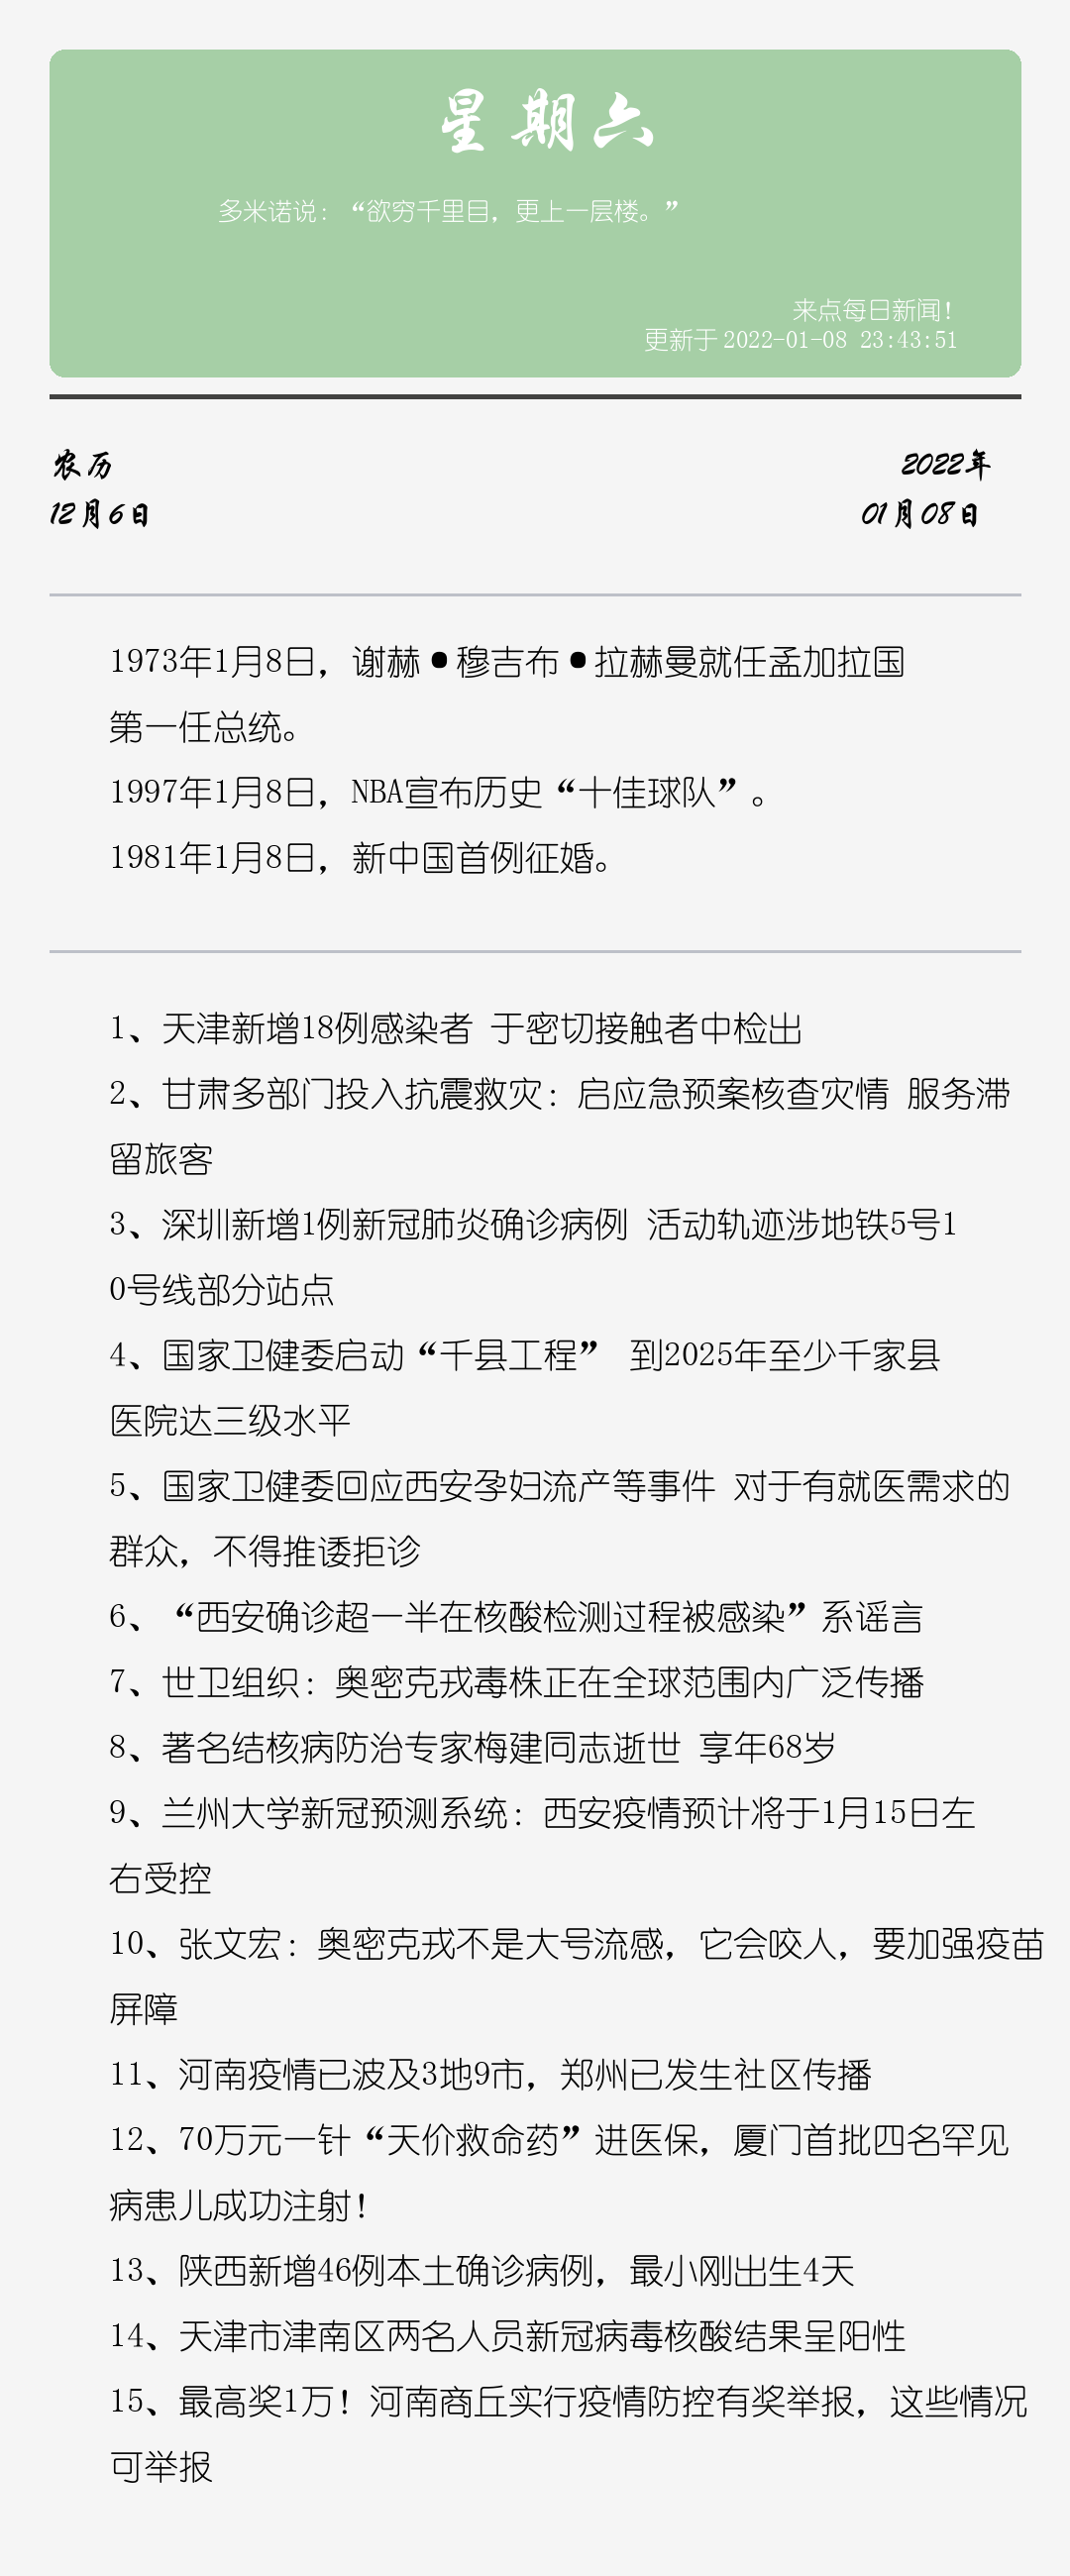 星期六
多米诺说：“欲穷千里目，更上一层楼。”
来点每日新闻！
更新于 2022-01-08 23:43:51
农历
2022年
12月6日
01月08日
1973年1月8日，谢赫●穆吉布●拉赫曼就任孟加拉国
第一任总统。
1997年1月8日，NBA宣布历史“十佳球队”。
1981年1月8日，新中国首例征婚。
1、天津新增18例感染者 于密切接触者中检出
2、甘肃多部门投入抗震救灾：启应急预案核查灾情 服务滞
留旅客
3、深圳新增1例新冠肺炎确诊病例 活动轨迹涉地铁5号1
0号线部分站点
4、国家卫健委启动“千县工程” 到2025年至少千家县
医院达三级水平
5、国家卫健委回应西安孕妇流产等事件 对于有就医需求的
群众，不得推诿拒诊
6、“西安确诊超一半在核酸检测过程被感染”系谣言
7、世卫组织：奥密克戎毒株正在全球范围内广泛传播
8、著名结核病防治专家梅建同志逝世 享年68岁
9、兰州大学新冠预测系统：西安疫情预计将于1月15日左
右受控
10、张文宏：奥密克戎不是大号流感，它会咬人，要加强疫苗
屏障
11、河南疫情已波及3地9市，郑州已发生社区传播
12、70万元一针“天价救命药”进医保，厦门首批四名罕见
病患儿成功注射！
13、陕西新增46例本土确诊病例，最小刚出生4天
14、天津市津南区两名人员新冠病毒核酸结果呈阳性
15、最高奖1万！河南商丘实行疫情防控有奖举报，这些情况
可举报